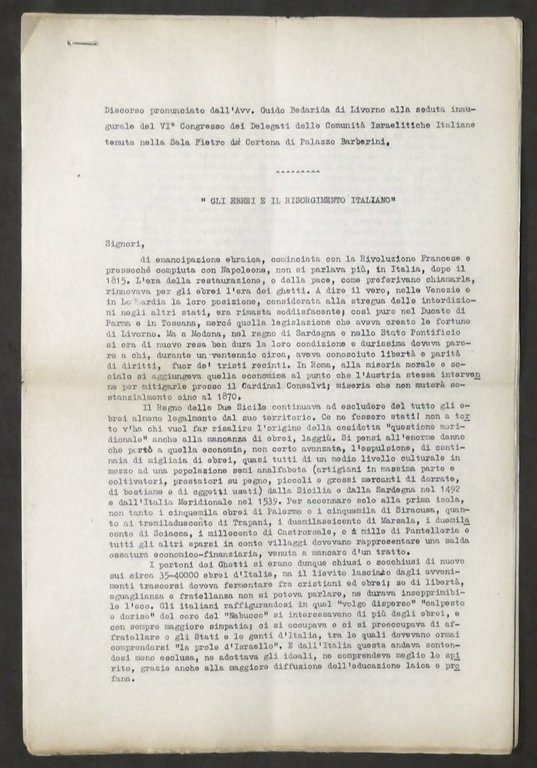 Discorso pronunciato dall'Avv. Guido Bedarida di Livorno alla seduta inau-
gurale del VI° Congresso dei Delegati delle Comunità Israelitiche Italiane
tenuta nella Sala Pietro da Cortona di Palazzo Barberini.
^^^^^^^^^
" GLI EBREI E IL RISORGIMENTO ITALIANO"
Signori,
di emancipazione ebraica, cominciata con la Rivoluzione Francese e
pressoché compiuta con Napoleone, non si parlava più, in Italia, dopo il
1815. L'era della restaurazione, o della pace, come preferivano chiamarla,
rinnovava per gli ebrei l'era dei ghetti. A dire il vero, nelle Venezie e
in Lombardia la loro posizione, considerata alla stregua delle interdizio-
ni negli altri stati, era rimasta soddisfacente; così pure nel Ducato di
Parma e in Toscana, mercé quella legislazione che aveva creato le fortune
di Livorno. Ma a Modena, nel regno di Sardegna e nello Stato Pontificio
si era di nuovo resa ben dura la loro condizione e durissima doveva pare-
re a chi, durante un ventennio circa, aveva conosciuto libertà e parità
di diritti, fuor de' tristi recinti. In Roma, alla miseria morale e so-
ciale si aggiungeva quella economica al punto che l'Austria stessa interven
ne per mitigarle presso il Cardinal Consalvi; miseria che non muterà so-
stanzialmente sino al 1870.
Il Regno delle Due Sicilie continuava ad escludere del tutto gli e-
brei almeno legalmente dal suo territorio. Ce ne fossero stati! non a tor
to v'ha chi vuol far risalire l'origine della cosidetta "questione meri-
dionale" anche alla mancanza di ebrei, laggiù. Si pensi all'enorme danno
che portò a quella economia, non certo avanzata, l'espulsione, di conti-
naia di migliaia di ebrei, quasi tutti di un medio livello culturale in
mezzo ad una popolazione semi analfabeta (artigiani in massima parte e
coltivatori, prestatori su pegno, piccoli e grossi mercanti di derrate,
di bestiame e di oggetti usati) dalla Sicilia e dalla Sardegna nel 1492
e dall'Italia Meridionale nel 1539. Per accennare solo alla prima isola,
non tanto i cinquemila ebrei di Palermo o i cinquemila di Siracusa, quan-
to ai tremiladuecento di Trapani, i duemilaseicento di Marsala, i duemila
cento di Sciacca, i millecento di Castroreale, o i mille di Pantelleria e
tutti gli altri sparsi in cento villaggi dovevano rappresentare una salda
ossatura economico-finanziaria, venuta a mancare d'un tratto.
I portoni dei Ghetti si erano dunque chiusi o socchiusi di nuovo
sui circa 35-40000 ebrei d'Italia, ma il lievito lasciato dagli avveni-
menti trascorsi doveva fermentare fra cristiani ed ebrei; se di libertà,
eguaglianza e fratellanza non si poteva parlare, ne durava insopprimibi-
le l'eco. Gli italiani raffigurandosi in quel "volgo disperso" "calpesto
e deriso" del coro del "Nabucco" si interessavano di più degli ebrei, e
con sempre maggiore simpatia; ci si occupava e ci si preoccupava di af-
fratellare o gli Stati e le genti d'Italia, tra le quali dovevano ormai
comprendersi "la prole d'Israello". E dall'Italia questa andava senten-
dosi meno esclusa, ne adottava gli ideali, ne comprendeva meglio lo spi
rito, grazie anche alla maggiore diffusione dell'educazione laica e pro
fana.